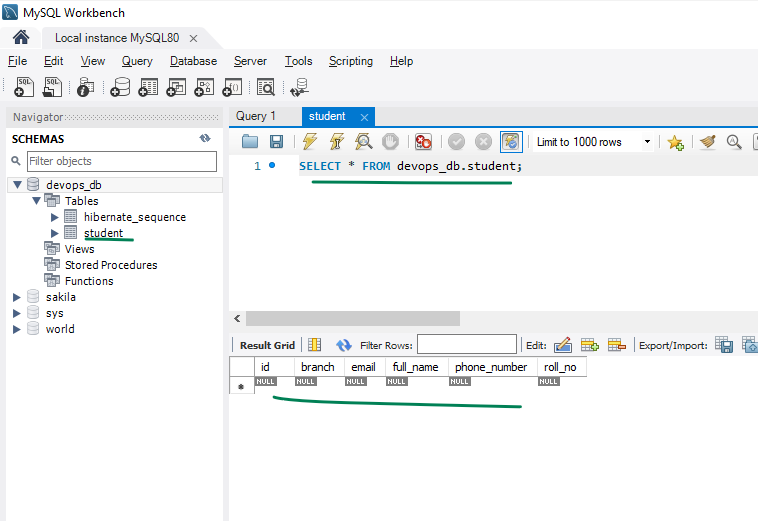 MySQL Workbench
Local instance MySQL80
File Edit View Query Database Server Tools Scripting Help
SQL SQL
Navigator
SCHEMAS
Filter objects
devops_db
Tables
hibernate_sequence
student
Views
Stored Procedures
Functions
sakila
sys
world
Query 1 student
Limit to 1000 rows
1 SELECT * FROM devops_db.student;
Result Grid Filter Rows: Edit: Export/Import:
id branch email full_name phone_number roll_no
NULL NULL NULL NULL NULL NULL